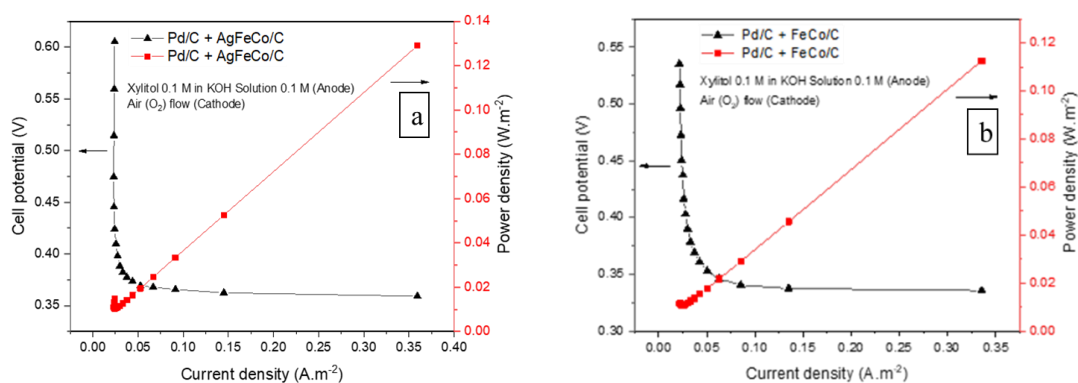 Pd/C + AgFeCo/C
Pd/C + AgFeCo/C
Xylitol 0.1 M in KOH Solution 0.1 M (Anode)
Air (O₂) flow (Cathode)
a
Cell potential (V)
0.60
0.55
0.50
0.45
0.40
0.35
0.00 0.05 0.10 0.15 0.20 0.25 0.30 0.35 0.40
Current density (A.m⁻²)
0.14
0.12
0.10
0.08
0.06
0.04
0.02
0.00
Power density (W.m⁻²)
Pd/C + FeCo/C
Pd/C + FeCo/C
Xylitol 0.1 M in KOH Solution 0.1 M (Anode)
Air (O₂) flow (Cathode)
b
Cell potential (V)
0.55
0.50
0.45
0.40
0.35
0.30
0.00 0.05 0.10 0.15 0.20 0.25 0.30 0.35
Current density (A.m⁻²)
0.12
0.10
0.08
0.06
0.04
0.02
0.00
Power density (W.m⁻²)